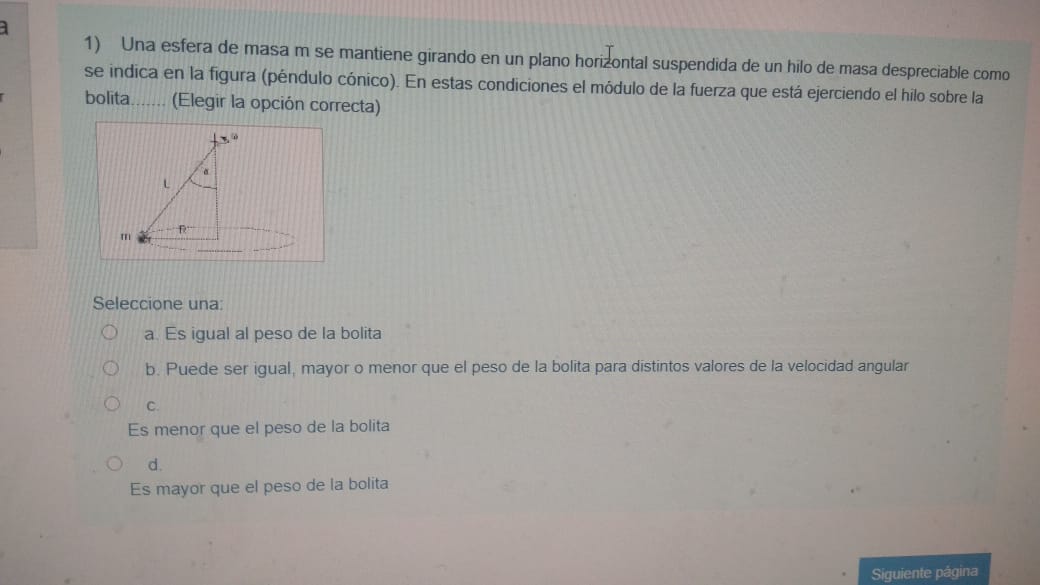 a
r
1) Una esfera de masa m se mantiene girando en un plano horizontal suspendida de un hilo de masa despreciable como
se indica en la figura (péndulo cónico). En estas condiciones el módulo de la fuerza que está ejerciendo el hilo sobre la
bolita....... (Elegir la opción correcta)
α
L
R
m
Seleccione una:
a. Es igual al peso de la bolita
b. Puede ser igual, mayor o menor que el peso de la bolita para distintos valores de la velocidad angular
c.
Es menor que el peso de la bolita
d.
Es mayor que el peso de la bolita
Siguiente página